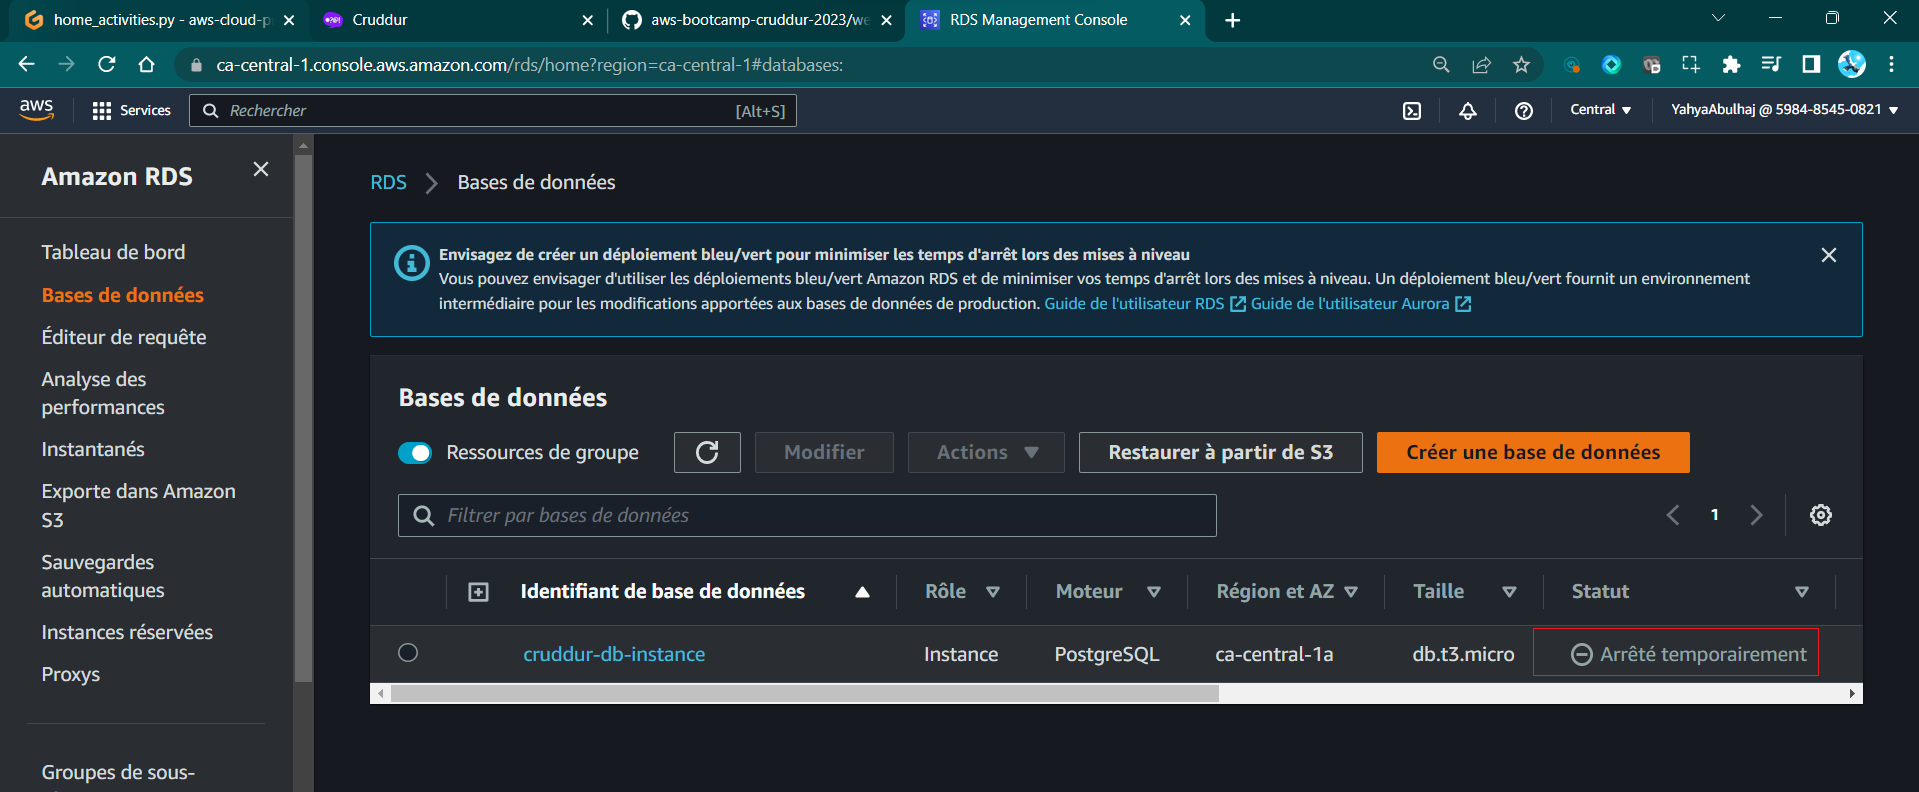 home_activities.py - aws-cloud-p
Cruddur
aws-bootcamp-cruddur-2023/we
RDS Management Console
ca-central-1.console.aws.amazon.com/rds/home?region=ca-central-1#databases:
aws
Services
Rechercher
[Alt+S]
Central
YahyaAbulhaj @ 5984-8545-0821
Amazon RDS
Tableau de bord
Bases de données
Éditeur de requête
Analyse des
performances
Instantanés
Exporte dans Amazon
S3
Sauvegardes
automatiques
Instances réservées
Proxys
Groupes de sous-
RDS
Bases de données
Envisagez de créer un déploiement bleu/vert pour minimiser les temps d'arrêt lors des mises à niveau
Vous pouvez envisager d'utiliser les déploiements bleu/vert Amazon RDS et de minimiser vos temps d'arrêt lors des mises à niveau. Un déploiement bleu/vert fournit un environnement
intermédiaire pour les modifications apportées aux bases de données de production. Guide de l'utilisateur RDS Guide de l'utilisateur Aurora
Bases de données
Ressources de groupe
Modifier
Actions
Restaurer à partir de S3
Créer une base de données
Filtrer par bases de données
1
Identifiant de base de données Rôle Moteur Région et AZ Taille Statut
cruddur-db-instance Instance PostgreSQL ca-central-1a db.t3.micro Arrêté temporairement